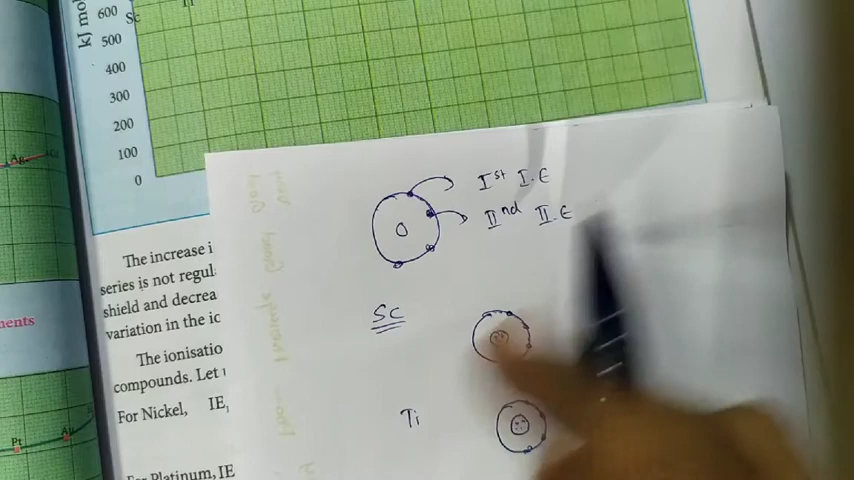 kJ mol
600
500
400
300
200
100
0
Sc
Ist I.E
IInd II.E
SC
Ti
The increase i
series is not regul
shield and decrea
variation in the ic
The ionisatio
compounds. Let
For Nickel, IE1
For Platinum, IE
ments
Pt
Au